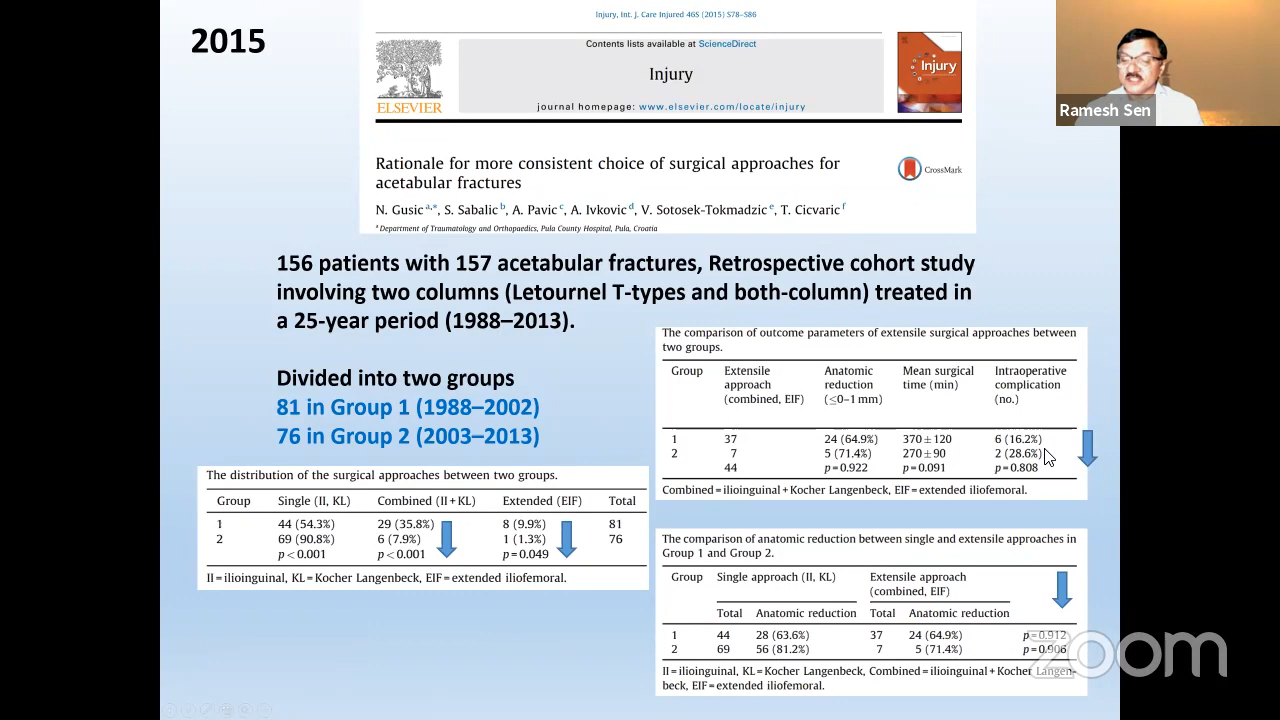 2015
Injury, Int. J. Care Injured 46S (2015) S78–S86
Contents lists available at ScienceDirect
Injury
journal homepage: www.elsevier.com/locate/injury
ELSEVIER
Injury
Rationale for more consistent choice of surgical approaches for
acetabular fractures
CrossMark
N. Gusic a,*, S. Sabalic b, A. Pavic c, A. Ivkovic d, V. Sotosek-Tokmadzic e, T. Cicvaric f
a Department of Traumatology and Orthopaedics, Pula County Hospital, Pula, Croatia
Ramesh Sen
156 patients with 157 acetabular fractures, Retrospective cohort study
involving two columns (Letournel T-types and both-column) treated in
a 25-year period (1988–2013).
Divided into two groups
81 in Group 1 (1988–2002)
76 in Group 2 (2003–2013)
The distribution of the surgical approaches between two groups.
Group Single (II, KL) Combined (II + KL) Extended (EIF) Total
1 44 (54.3%) 29 (35.8%) 8 (9.9%) 81
2 69 (90.8%) 6 (7.9%) 1 (1.3%) 76
p < 0.001 p < 0.001 p = 0.049
II = ilioinguinal, KL = Kocher Langenbeck, EIF = extended iliofemoral.
The comparison of outcome parameters of extensile surgical approaches between
two groups.
Group Extensile Anatomic Mean surgical Intraoperative
approach reduction time (min) complication
(combined, EIF) (≤0–1 mm) (no.)
1 37 24 (64.9%) 370 ± 120 6 (16.2%)
2 7 5 (71.4%) 270 ± 90 2 (28.6%)
44 p = 0.922 p = 0.091 p = 0.808
Combined = ilioinguinal + Kocher Langenbeck, EIF = extended iliofemoral.
The comparison of anatomic reduction between single and extensile approaches in
Group 1 and Group 2.
Group Single approach (II, KL) Extensile approach
(combined, EIF)
Total Anatomic reduction Total Anatomic reduction
1 44 28 (63.6%) 37 24 (64.9%) p = 0.912
2 69 56 (81.2%) 7 5 (71.4%) p = 0.906
II = ilioinguinal, KL = Kocher Langenbeck, Combined = ilioinguinal + Kocher Langen-
beck, EIF = extended iliofemoral.
zoom